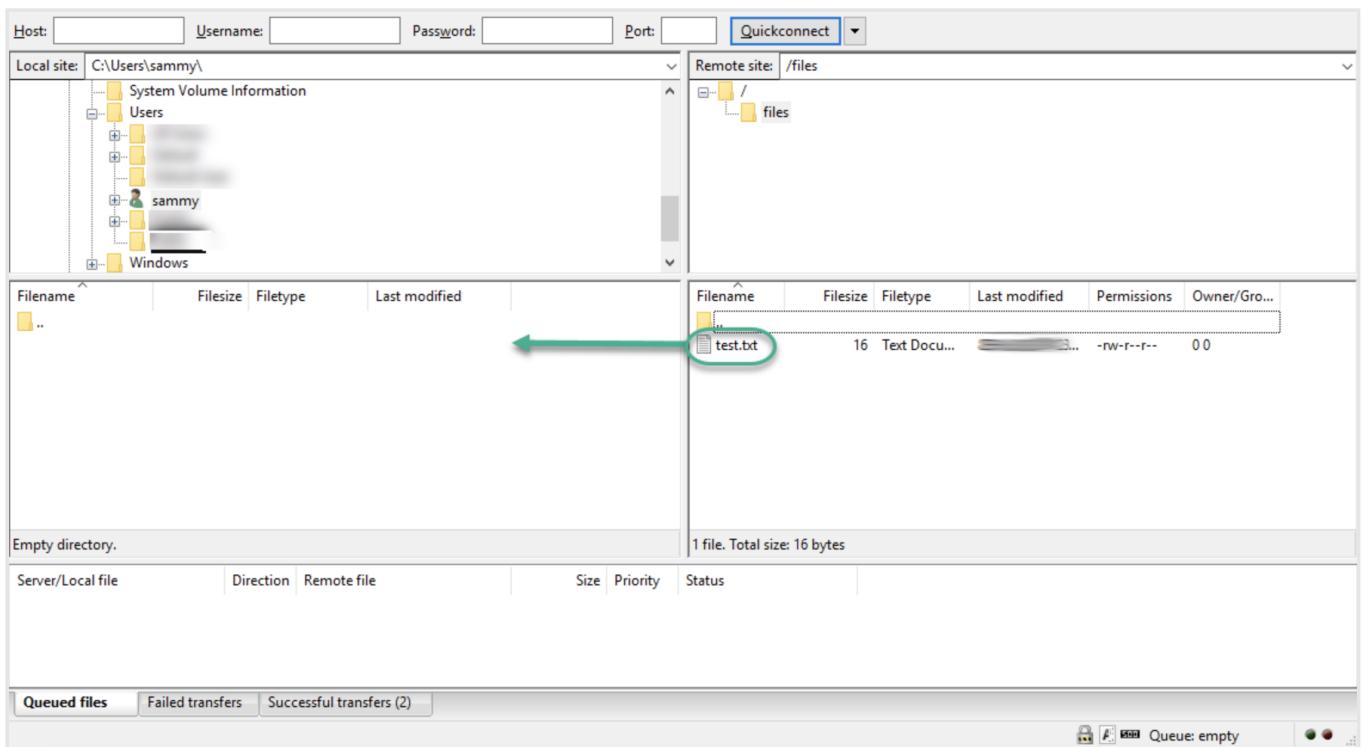 Host: Username: Password: Port: Quickconnect
Local site: C:\Users\sammy\
System Volume Information
Users
sammy
Windows
Remote site: /files
/
files
Filename Filesize Filetype Last modified
..
Empty directory.
Filename Filesize Filetype Last modified Permissions Owner/Gro...
..
test.txt 16 Text Docu... ... -rw-r--r-- 0 0
1 file. Total size: 16 bytes
Server/Local file Direction Remote file Size Priority Status
Queued files Failed transfers Successful transfers (2)
Queue: empty